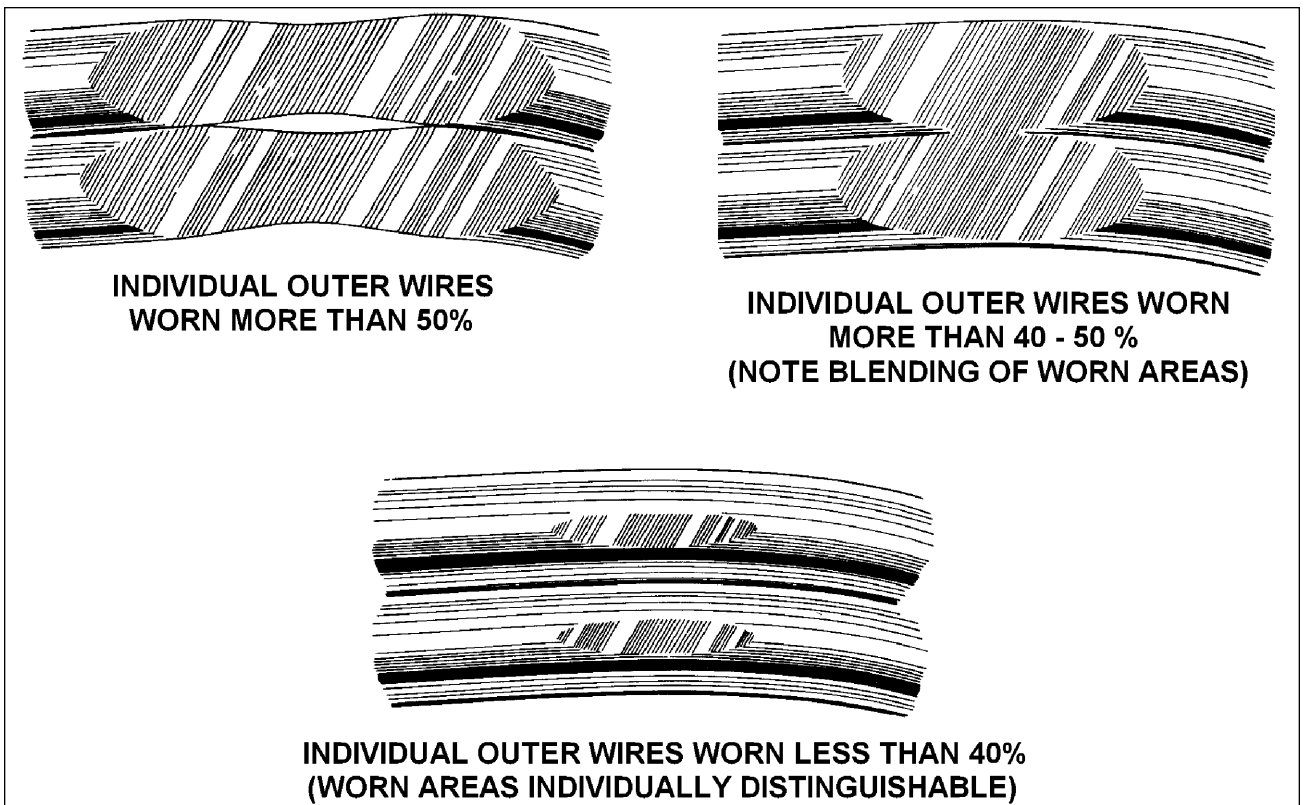 INDIVIDUAL OUTER WIRES
WORN MORE THAN 50%
INDIVIDUAL OUTER WIRES WORN
MORE THAN 40 - 50 %
(NOTE BLENDING OF WORN AREAS)
INDIVIDUAL OUTER WIRES WORN LESS THAN 40%
(WORN AREAS INDIVIDUALLY DISTINGUISHABLE)